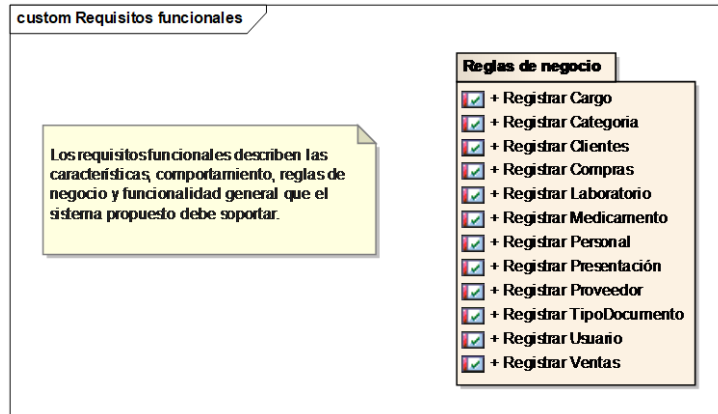 custom Requisitos funcionales
Los requisitos funcionales describen las
características, comportamiento, reglas de
negocio y funcionalidad general que el
sistema propuesto debe soportar.
Reglas de negocio
+ Registrar Cargo
+ Registrar Categoria
+ Registrar Clientes
+ Registrar Compras
+ Registrar Laboratorio
+ Registrar Medicamento
+ Registrar Personal
+ Registrar Presentación
+ Registrar Proveedor
+ Registrar TipoDocumento
+ Registrar Usuario
+ Registrar Ventas